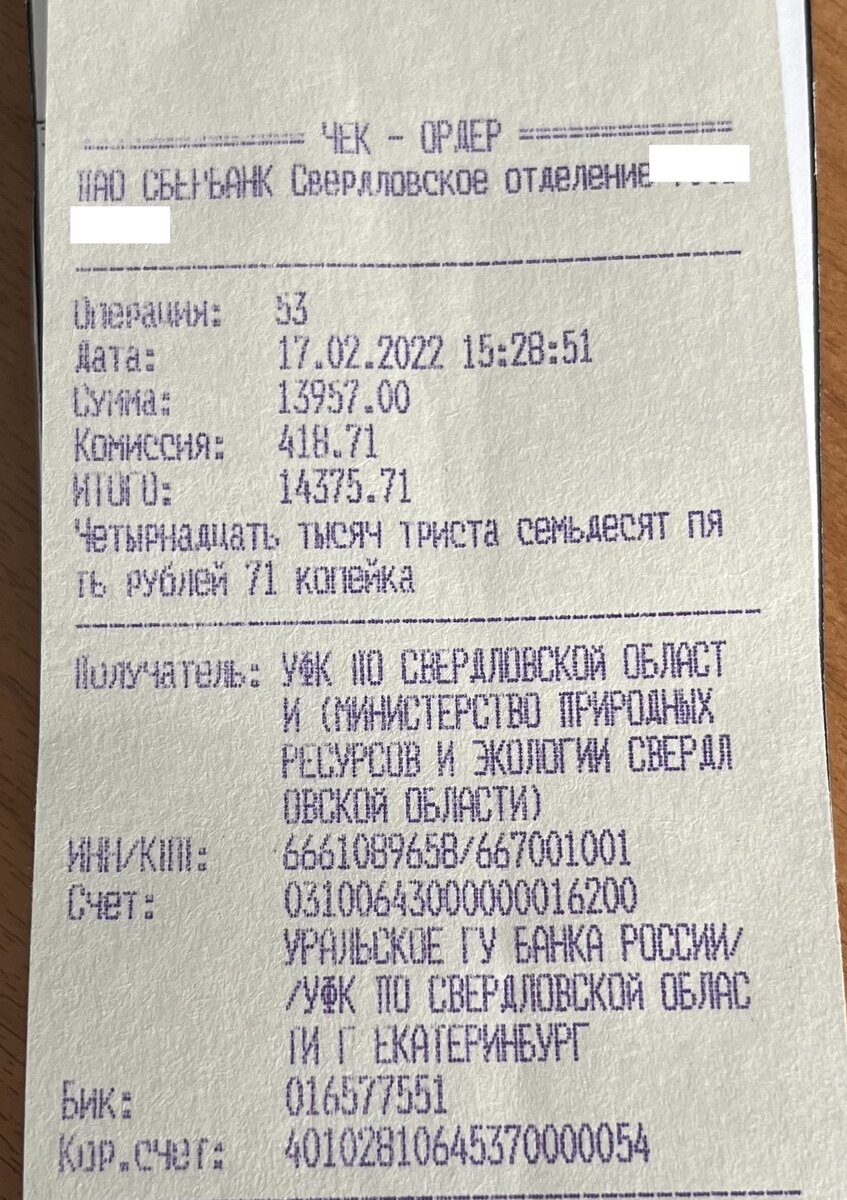 ЧЕК - ОРДЕР
ПАО СБЕРБАНК Свердловское отделение
Операция: 53
Дата: 17.02.2022 15:28:51
Сумма: 13957.00
Комиссия: 418.71
ИТОГО: 14375.71
Четырнадцать тысяч триста семьдесят пя
ть рублей 71 копейка
Получатель: УФК ПО СВЕРДЛОВСКОЙ ОБЛАСТ
И (МИНИСТЕРСТВО ПРИРОДНЫХ
РЕСУРСОВ И ЭКОЛОГИИ СВЕРДЛ
ОВСКОЙ ОБЛАСТИ)
ИНН/КПП: 6661089658/667001001
Счет: 03100643000000016200
УРАЛЬСКОЕ ГУ БАНКА РОССИИ/
/УФК ПО СВЕРДЛОВСКОЙ ОБЛАС
ТИ Г ЕКАТЕРИНБУРГ
Бик: 016577551
Кор.счет: 40102810645370000054